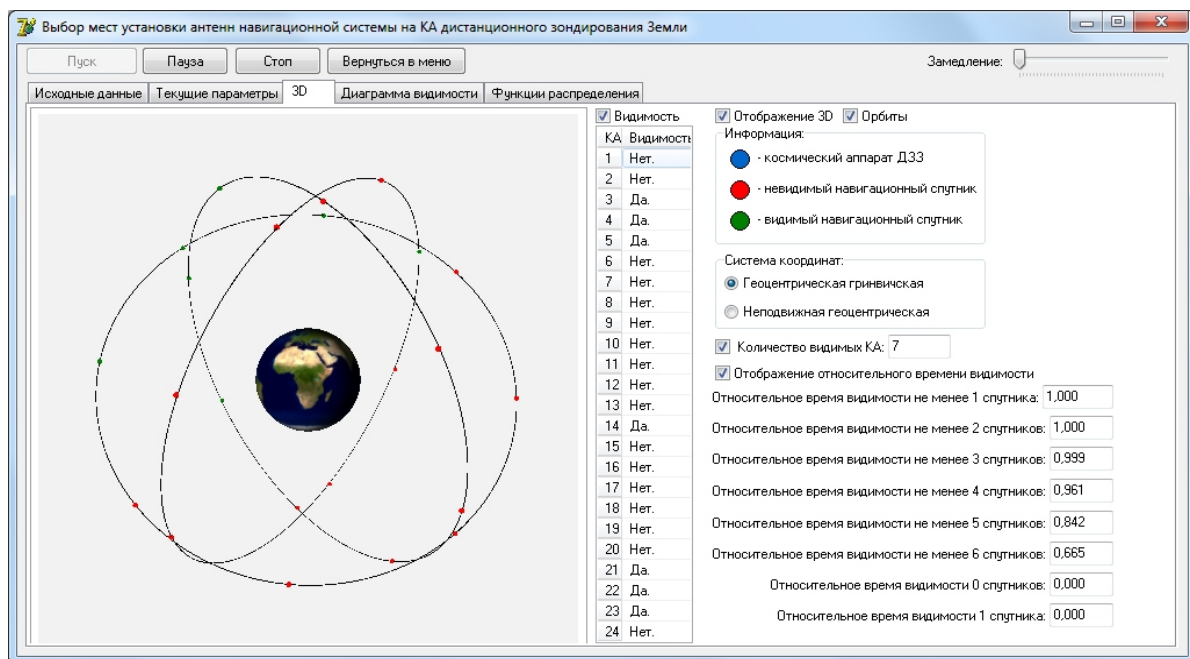 Выбор мест установки антенн навигационной системы на КА дистанционного зондирования Земли
Пуск Пауза Стоп Вернуться в меню Замедление:
Исходные данные Текущие параметры 3D Диаграмма видимости Функции распределения
Видимость
КА Видимость
1 Нет.
2 Нет.
3 Да.
4 Да.
5 Да.
6 Нет.
7 Нет.
8 Нет.
9 Нет.
10 Нет.
11 Нет.
12 Нет.
13 Нет.
14 Да.
15 Нет.
16 Нет.
17 Нет.
18 Нет.
19 Нет.
20 Нет.
21 Да.
22 Да.
23 Да.
24 Нет.
Отображение 3D Орбиты
Информация:
- космический аппарат ДЗЗ
- невидимый навигационный спутник
- видимый навигационный спутник
Система координат:
Геоцентрическая гринвичская
Неподвижная геоцентрическая
Количество видимых КА: 7
Отображение относительного времени видимости
Относительное время видимости не менее 1 спутника: 1,000
Относительное время видимости не менее 2 спутников: 1,000
Относительное время видимости не менее 3 спутников: 0,999
Относительное время видимости не менее 4 спутников: 0,961
Относительное время видимости не менее 5 спутников: 0,842
Относительное время видимости не менее 6 спутников: 0,665
Относительное время видимости 0 спутников: 0,000
Относительное время видимости 1 спутника: 0,000